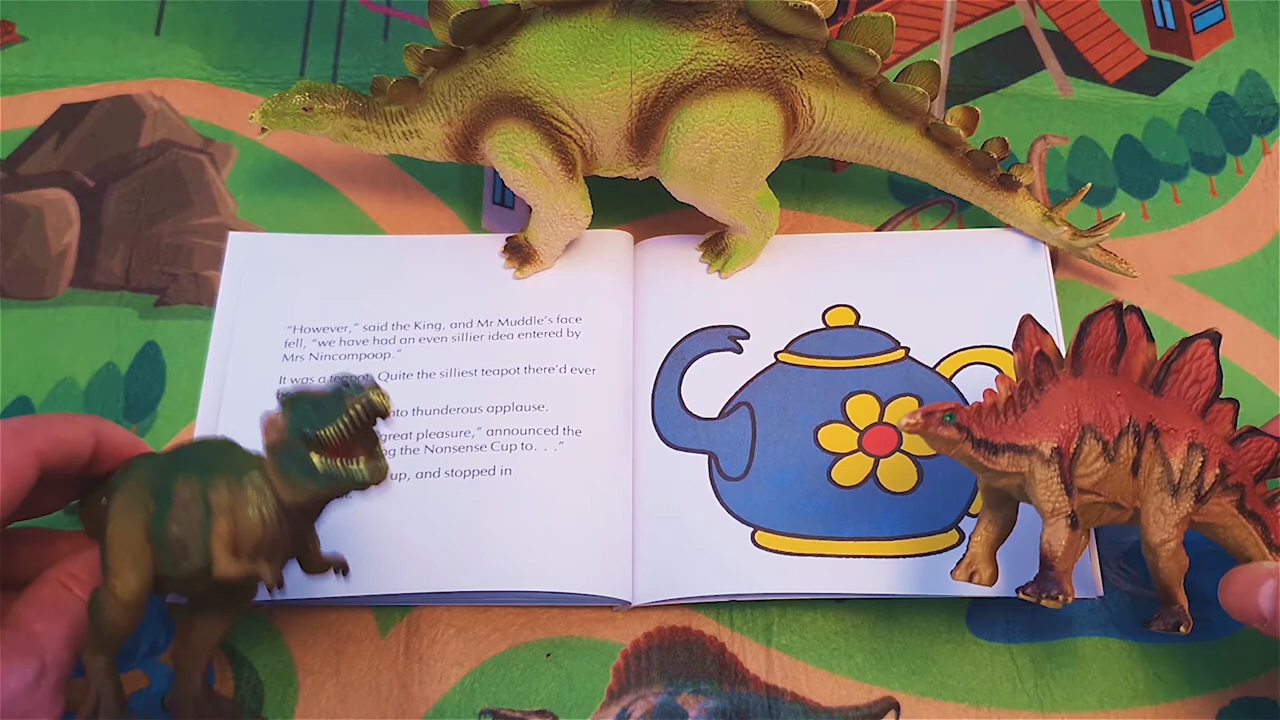 "However," said the King, and Mr Muddle's face
fell, "we have had an even sillier idea entered by
Mrs Nincompoop."
It was a teapot. Quite the silliest teapot there'd ever
thunderous applause.
great pleasure," announced the
the Nonsense Cup to. . ."
up, and stopped in